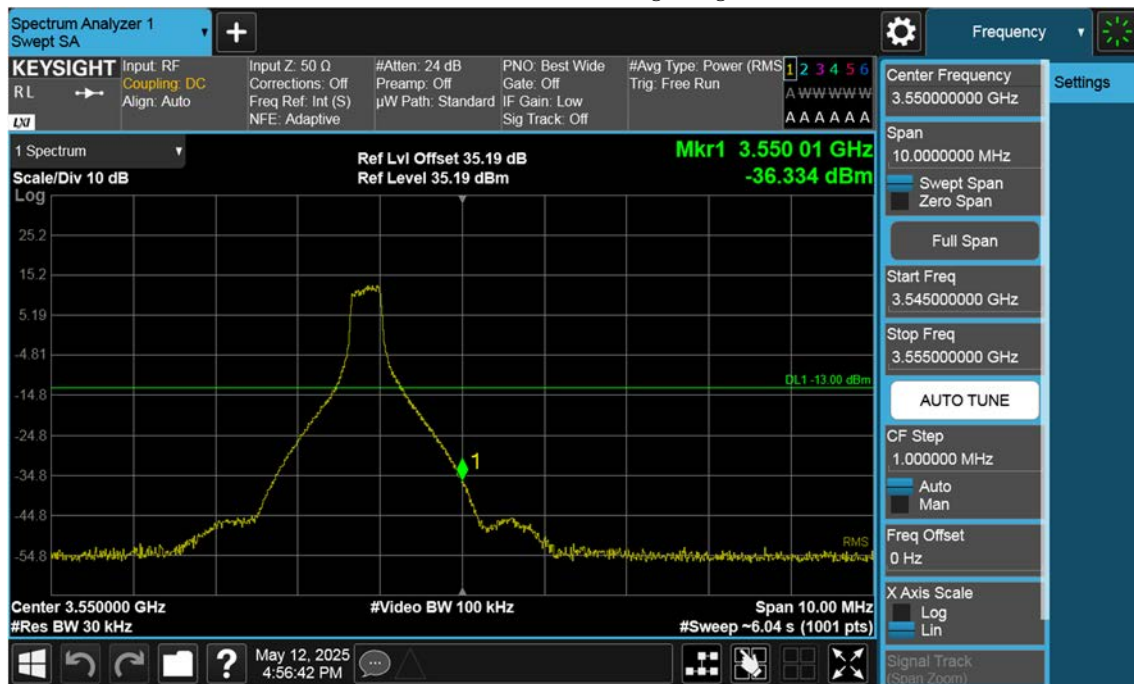 Spectrum Analyzer 1
Swept SA
+
Frequency
KEYSIGHT
RL
LXI
Input: RF
Coupling: DC
Align: Auto
Input Z: 50 Ω
Corrections: Off
Freq Ref: Int (S)
NFE: Adaptive
#Atten: 24 dB
Preamp: Off
µW Path: Standard
PNO: Best Wide
Gate: Off
IF Gain: Low
Sig Track: Off
#Avg Type: Power (RMS
Trig: Free Run
1 2 3 4 5 6
A W W W W W
A A A A A A
1 Spectrum
Scale/Div 10 dB
Log
Ref Lvl Offset 35.19 dB
Ref Level 35.19 dBm
Mkr1 3.550 01 GHz
-36.334 dBm
25.2
15.2
5.19
-4.81
-14.8
-24.8
-34.8
-44.8
-54.8
DL1 -13.00 dBm
1
RMS
Center 3.550000 GHz
#Res BW 30 kHz
#Video BW 100 kHz
Span 10.00 MHz
#Sweep ~6.04 s (1001 pts)
?
May 12, 2025
4:56:42 PM
Center Frequency
3.550000000 GHz
Settings
Span
10.0000000 MHz
Swept Span
Zero Span
Full Span
Start Freq
3.545000000 GHz
Stop Freq
3.555000000 GHz
AUTO TUNE
CF Step
1.000000 MHz
Auto
Man
Freq Offset
0 Hz
X Axis Scale
Log
Lin
Signal Track
(Span Zoom)